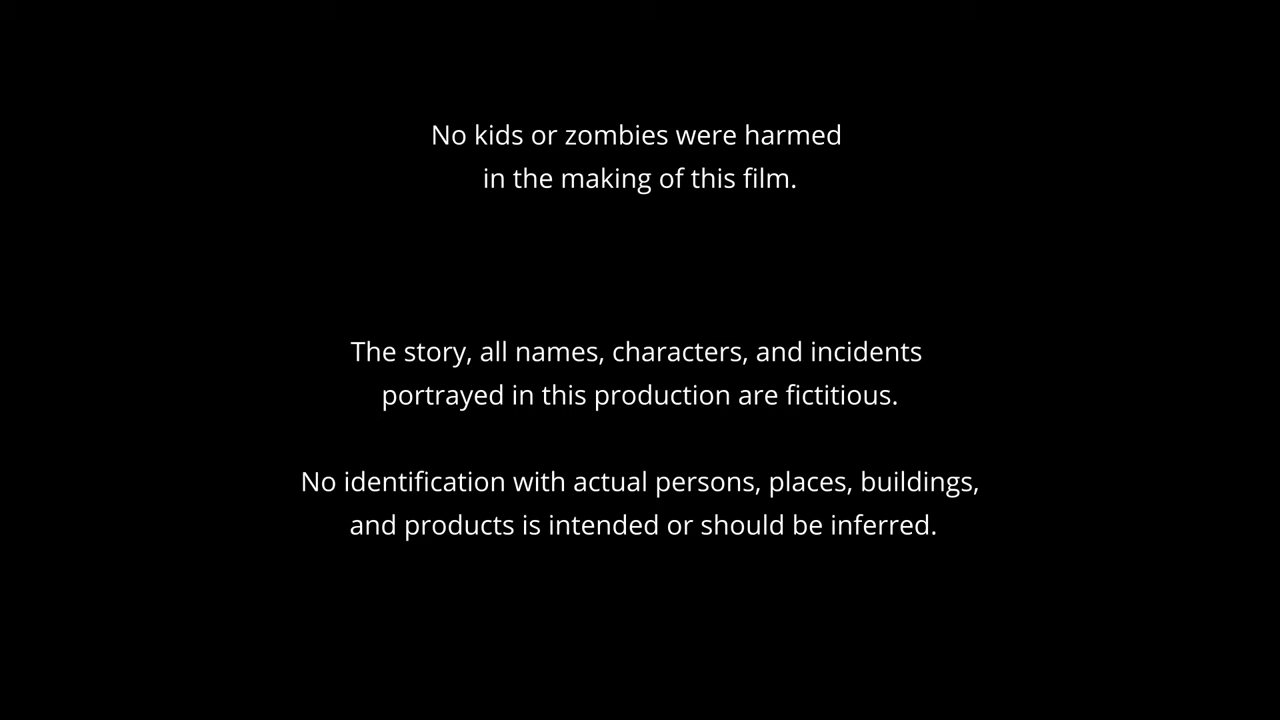 No kids or zombies were harmed
in the making of this film.
The story, all names, characters, and incidents
portrayed in this production are fictitious.
No identification with actual persons, places, buildings,
and products is intended or should be inferred.